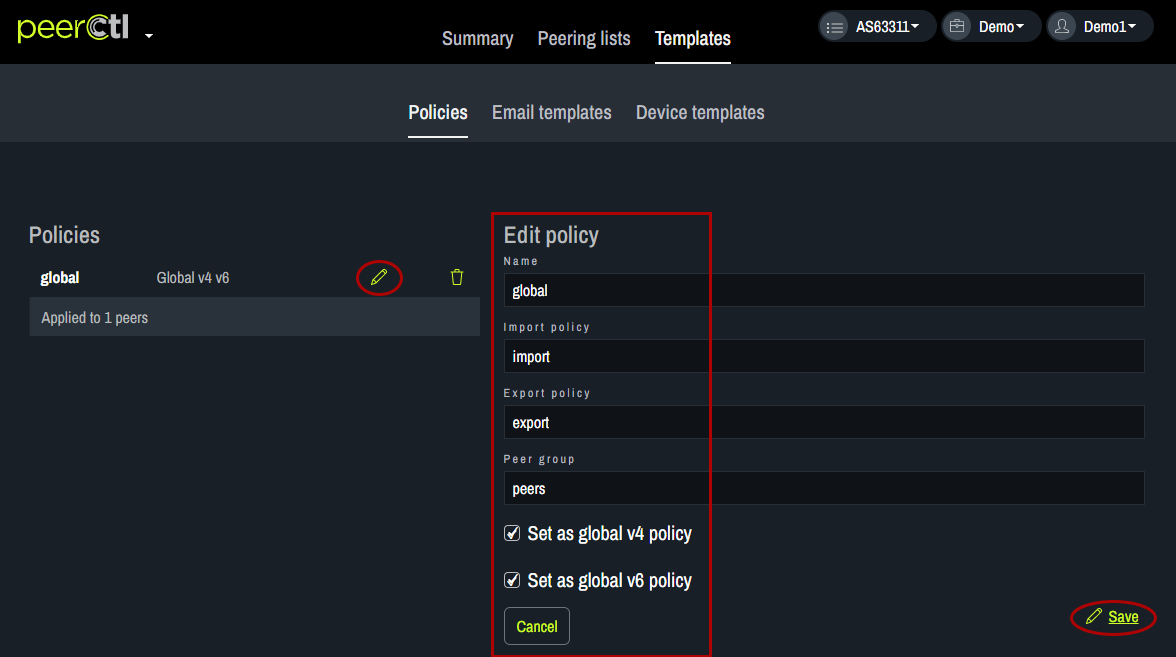 peerctl
Summary Peering lists Templates AS63311 Demo Demo1
Policies Email templates Device templates
Policies
global Global v4 v6
Applied to 1 peers
Edit policy
Name
global
Import policy
import
Export policy
export
Peer group
peers
Set as global v4 policy
Set as global v6 policy
Cancel
Save